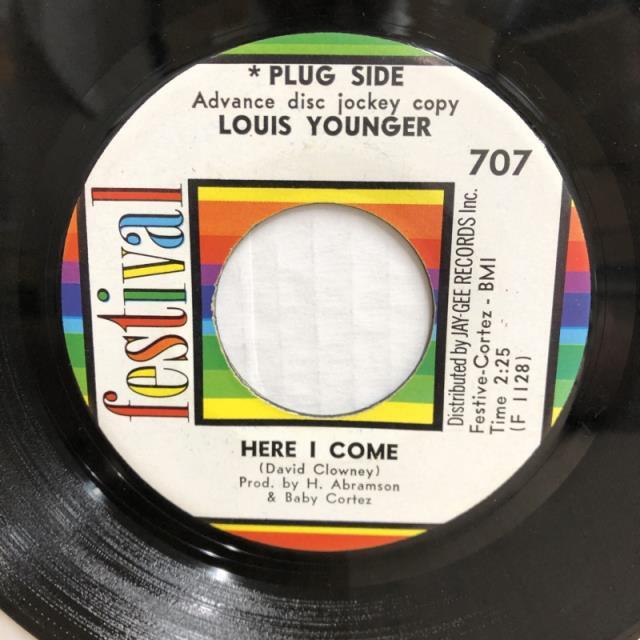 * PLUG SIDE
Advance disc jockey copy
LOUIS YOUNGER
707
festival
Distributed by JAY-GEE RECORDS Inc.
Festive-Cortez - BMI
Time 2:25
(F 1128)
HERE I COME
(David Clowney)
Prod. by H. Abramson
& Baby Cortez